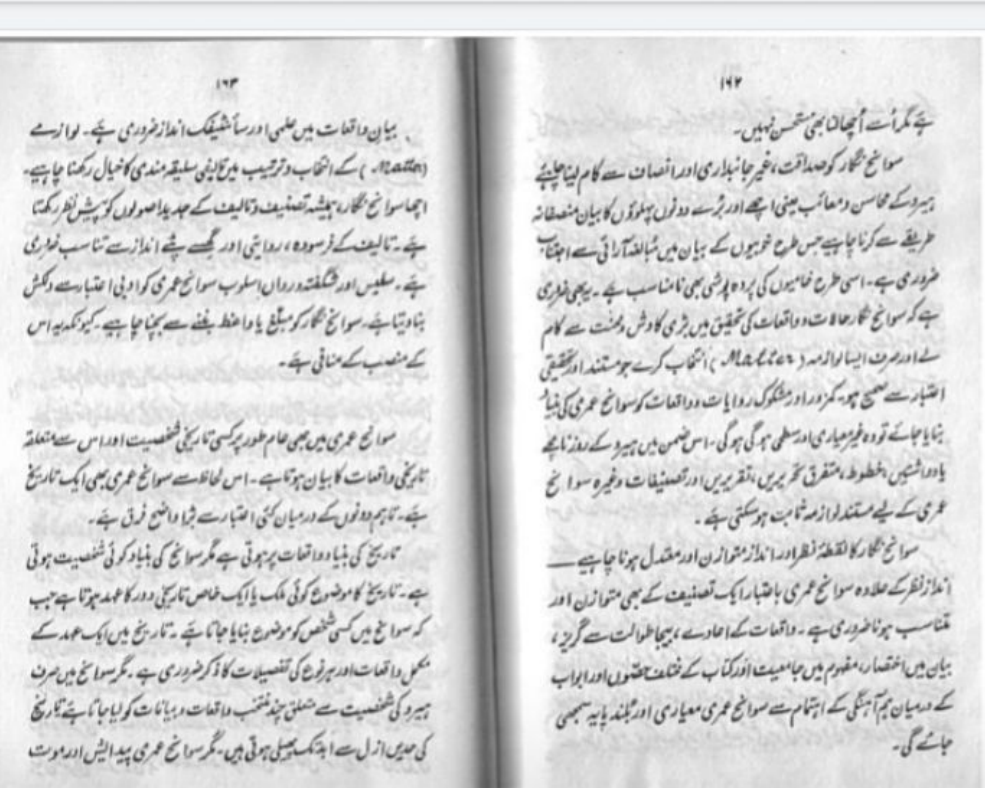 ۱۶۲
ہے مگر اُسے اُچھالنا بھی مستحسن نہیں۔
سوانح نگار کو صداقت، غیر جانبداری اور انصاف سے کام لینا چاہیئے
ہیرو کے محاسن و معائب یعنی اچھے اور بُرے دونوں پہلوؤں کا بیان منصفانہ
طریقے سے کرنا چاہیے جس طرح خوبیوں کے بیان میں مُبالغہ آرائی سے اجتناب
ضروری ہے۔ اسی طرح خامیوں کی پردہ پوشی بھی نامناسب ہے۔ یہ بھی ضروری
ہے کہ سوانح نگار حالات و واقعات کی تحقیق میں بڑی کاوش و محنت سے کام
لے اور صرف ایسا لوازمہ ( ) انتخاب کرے جو مستند اور تحقیقی
اعتبار سے صحیح ہو۔ کمزور اور مشکوک روایات و واقعات کو سوانح عمری کی بنیاد
بنایا جائے تو وہ غیر معیاری اور سطحی ہوگی۔ اس ضمن میں ہیرو کے روزنامچے
یادداشتیں، خطوط، متفرق تحریریں، تقریریں اور تصنیفات وغیرہ سوانح
عمری کے لیے مستند لوازمہ ثابت ہوسکتی ہے۔
سوانح نگار کا نقطۂ نظر اور انداز متوازن اور معتدل ہونا چاہیے —
اندازِ نظر کے علاوہ سوانح عمری باعتبار ایک تصنیف کے بھی متوازن اور
متناسب ہونا ضروری ہے۔ واقعات کے اعادے، بیجا طوالت سے گریز،
بیان میں اختصار، مفہوم میں جامعیت اور کتاب کے مختلف حصّوں اور ابواب
کے درمیان ہم آہنگی کے اہتمام سے سوانح عمری معیاری اور بلند پایہ سمجھی
جائے گی۔
۱۶۳
بیانِ واقعات میں علمی اور سائنٹیفک انداز ضروری ہے۔ لوازمے
( ) کے انتخاب و ترتیب میں سلیقہ مندی کا خیال رکھنا چاہیے۔
اچھا سوانح نگار، ہمیشہ تصنیف و تالیف کے جدید اصولوں کو پیشِ نظر رکھتا
ہے۔ تالیف کے فرسودہ، روایتی اور گھسے پٹے انداز سے ضروری
ہے۔ سلیس اور شگفتہ و رواں اسلوب سوانح عمری کو ادبی اعتبار سے دلکش
بنا دیتا ہے۔ سوانح نگار کو مبلّغ یا واعظ بننے سے بچنا چاہیے۔ کیونکہ یہ اس
کے منصب کے منافی ہے۔
سوانح عمری میں بھی عام طور پر کسی تاریخی شخصیت اور اس سے متعلقہ
تاریخی واقعات کا بیان ہوتا ہے۔ اس لحاظ سے سوانح عمری بھی ایک تاریخ
ہے۔ تاہم دونوں کے درمیان کئی اعتبار سے بڑا واضح فرق ہے۔
تاریخ کی بنیاد واقعات پر ہوتی ہے مگر سوانح کی بنیاد کوئی شخصیت ہوتی
ہے۔ تاریخ کا موضوع کوئی ملک یا ایک خاص تاریخی دور کا عہد ہوتا ہے جب
کہ سوانح میں کسی شخص کو موضوع بنایا جاتا ہے۔ تاریخ میں ایک عہد کے
مکمل واقعات اور ہر نوع کی تفصیلات کا ذکر ضروری ہے۔ مگر سوانح میں صرف
ہیرو کی شخصیت سے متعلق چند منتخب واقعات و بیانات کو لیا جاتا ہے تاریخ
کی حدیں ازل سے ابد تک پھیلی ہوتی ہیں۔ مگر سوانح عمری پیدایش اور موت